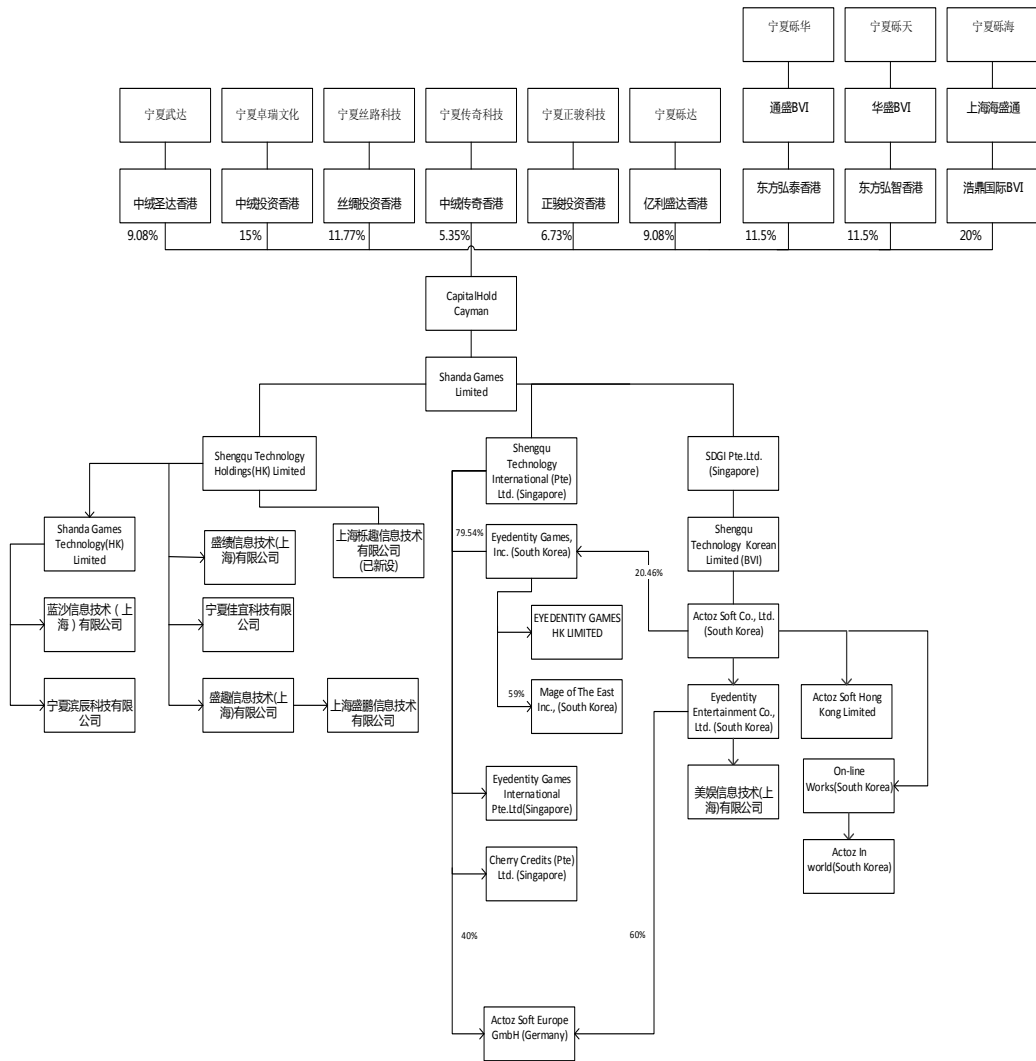 宁夏砾华
宁夏砾天
宁夏砾海
宁夏武达
宁夏卓瑞文化
宁夏丝路科技
宁夏传奇科技
宁夏正骏科技
宁夏砾达
通盛BVI
华盛BVI
上海海盛通
中绒圣达香港
中绒投资香港
丝绸投资香港
中绒传奇香港
正骏投资香港
亿利盛达香港
东方弘泰香港
东方弘智香港
浩鼎国际BVI
9.08%
15%
11.77%
5.35%
6.73%
9.08%
11.5%
11.5%
20%
CapitalHold
Cayman
Shanda Games
Limited
Shengqu Technology
Holdings(HK) Limited
Shengqu
Technology
International (Pte)
Ltd. (Singapore)
SDGI Pte.Ltd.
(Singapore)
Shanda Games
Technology(HK)
Limited
盛绩信息技术(上
海)有限公司
上海栎趣信息技术
有限公司
(已新设)
79.54%
Eyedentity Games,
Inc. (South Korea)
20.46%
Shengqu
Technology Korean
Limited (BVI)
蓝沙信息技术（上
海）有限公司
宁夏佳宜科技有限
公司
EYEDENTITY GAMES
HK LIMITED
Actoz Soft Co., Ltd.
(South Korea)
宁夏滨辰科技有限
公司
盛趣信息技术(上
海)有限公司
上海盛鹏信息技术
有限公司
59%
Mage of The East
Inc., (South Korea)
Eyedentity
Entertainment Co.,
Ltd. (South Korea)
Actoz Soft Hong
Kong Limited
Eyedentity Games
International
Pte.Ltd(Singapore)
美娱信息技术(上
海)有限公司
On-line
Works(South Korea)
Cherry Credits (Pte)
Ltd. (Singapore)
Actoz In
world(South Korea)
40%
60%
Actoz Soft Europe
GmbH (Germany)